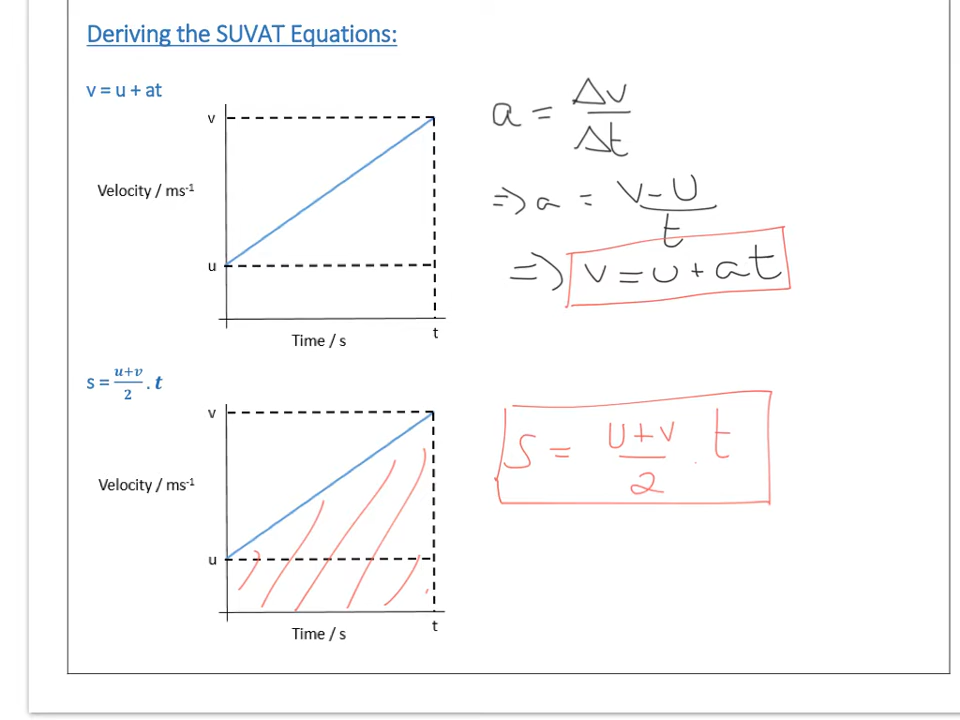 Deriving the SUVAT Equations:
v = u + at
v
Velocity / ms⁻¹
u
Time / s
t
a = Δv/Δt
=> a = v-u/t
=> v = u + at
s = u+v/2 . t
v
Velocity / ms⁻¹
u
Time / s
t
s = u+v/2 . t